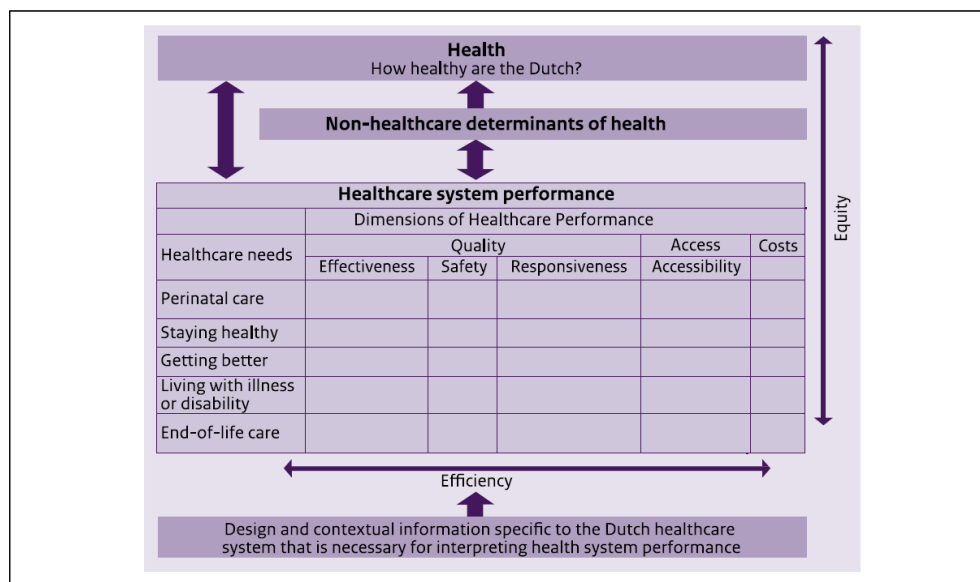 Health
How healthy are the Dutch?
Non-healthcare determinants of health
Healthcare system performance
Dimensions of Healthcare Performance
Healthcare needs
Quality
Access
Costs
Effectiveness
Safety
Responsiveness
Accessibility
Perinatal care
Staying healthy
Getting better
Living with illness
or disability
End-of-life care
Equity
Efficiency
Design and contextual information specific to the Dutch healthcare
system that is necessary for interpreting health system performance